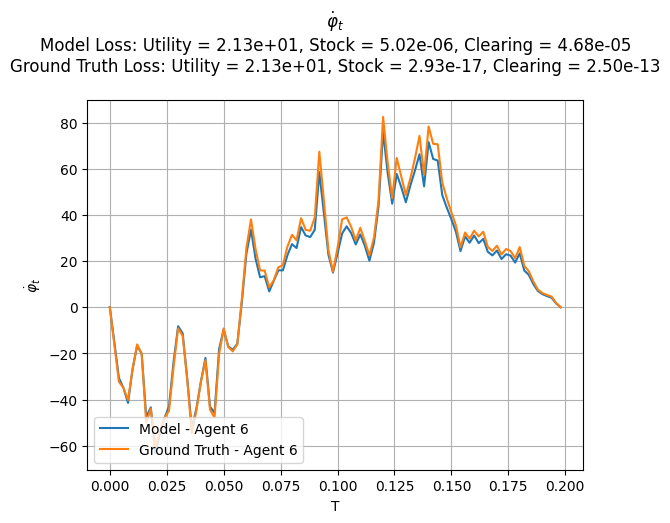 φ̇ₜ
Model Loss: Utility = 2.13e+01, Stock = 5.02e-06, Clearing = 4.68e-05
Ground Truth Loss: Utility = 2.13e+01, Stock = 2.93e-17, Clearing = 2.50e-13
80
60
40
20
0
−20
−40
−60
φ̇ₜ
Model - Agent 6
Ground Truth - Agent 6
0.000 0.025 0.050 0.075 0.100 0.125 0.150 0.175 0.200
T